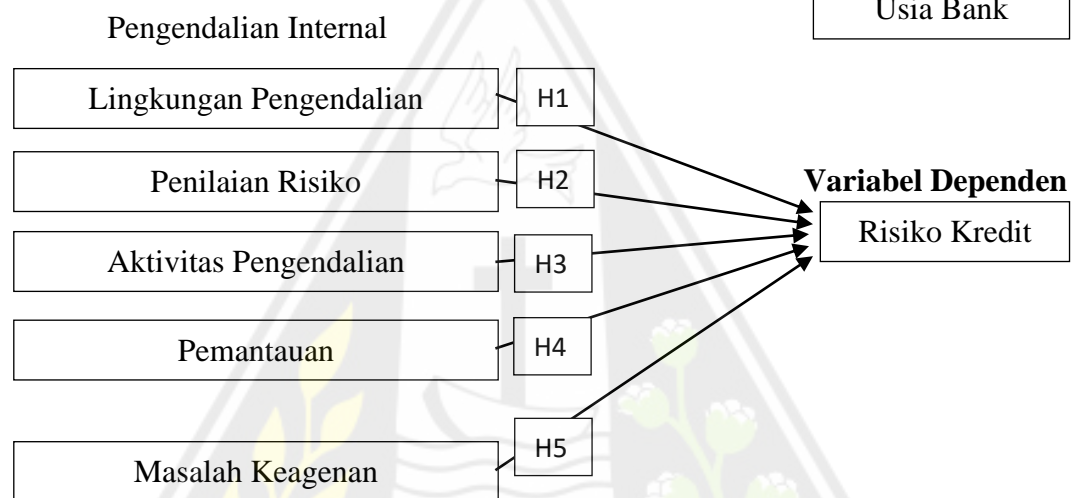 Usia Bank
Pengendalian Internal
Lingkungan Pengendalian
H1
Penilaian Risiko
H2
Variabel Dependen
Risiko Kredit
Aktivitas Pengendalian
H3
Pemantauan
H4
Masalah Keagenan
H5